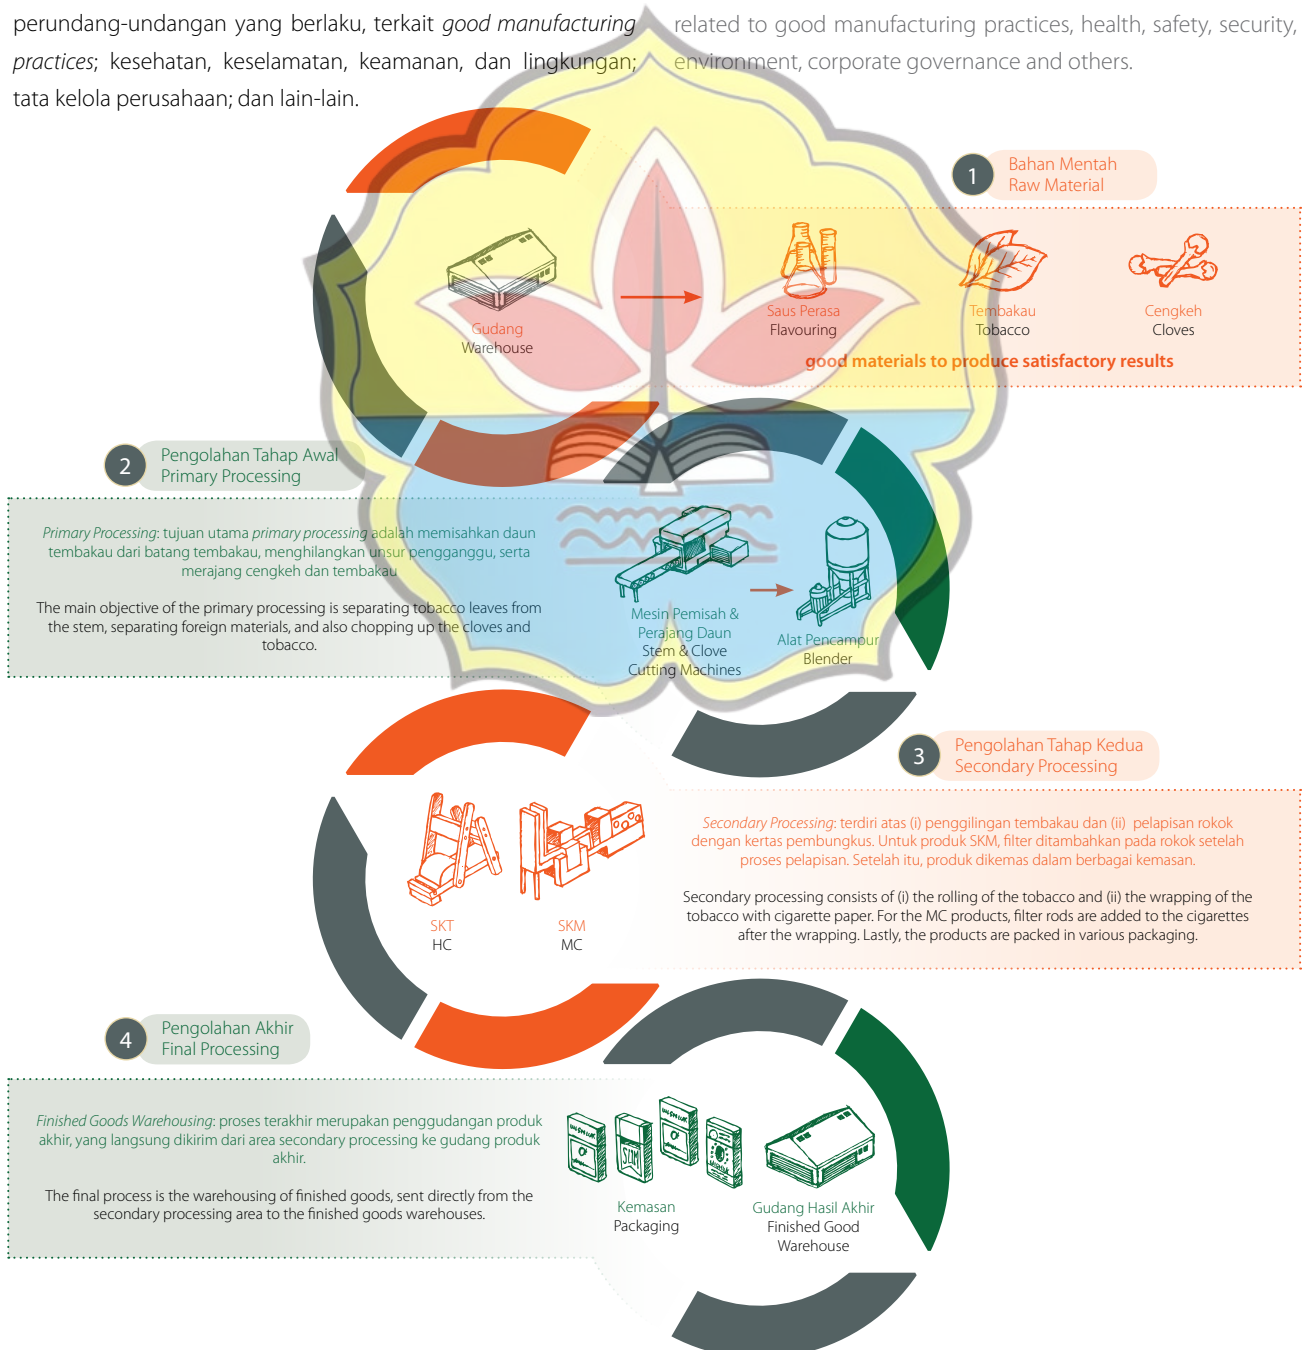 perundang-undangan yang berlaku, terkait good manufacturing
practices; kesehatan, keselamatan, keamanan, dan lingkungan;
tata kelola perusahaan; dan lain-lain.
related to good manufacturing practices, health, safety, security,
environment, corporate governance and others.
1
Bahan Mentah
Raw Material
Gudang
Warehouse
Saus Perasa
Flavouring
Tembakau
Tobacco
Cengkeh
Cloves
good materials to produce satisfactory results
2
Pengolahan Tahap Awal
Primary Processing
Primary Processing: tujuan utama primary processing adalah memisahkan daun
tembakau dari batang tembakau, menghilangkan unsur pengganggu, serta
merajang cengkeh dan tembakau
The main objective of the primary processing is separating tobacco leaves from
the stem, separating foreign materials, and also chopping up the cloves and
tobacco.
Mesin Pemisah &
Perajang Daun
Stem & Clove
Cutting Machines
Alat Pencampur
Blender
3
Pengolahan Tahap Kedua
Secondary Processing
SKT
HC
SKM
MC
Secondary Processing: terdiri atas (i) penggilingan tembakau dan (ii) pelapisan rokok
dengan kertas pembungkus. Untuk produk SKM, filter ditambahkan pada rokok setelah
proses pelapisan. Setelah itu, produk dikemas dalam berbagai kemasan.
Secondary processing consists of (i) the rolling of the tobacco and (ii) the wrapping of the
tobacco with cigarette paper. For the MC products, filter rods are added to the cigarettes
after the wrapping. Lastly, the products are packed in various packaging.
4
Pengolahan Akhir
Final Processing
Finished Goods Warehousing: proses terakhir merupakan penggudangan produk
akhir, yang langsung dikirim dari area secondary processing ke gudang produk
akhir.
The final process is the warehousing of finished goods, sent directly from the
secondary processing area to the finished goods warehouses.
Kemasan
Packaging
Gudang Hasil Akhir
Finished Good
Warehouse